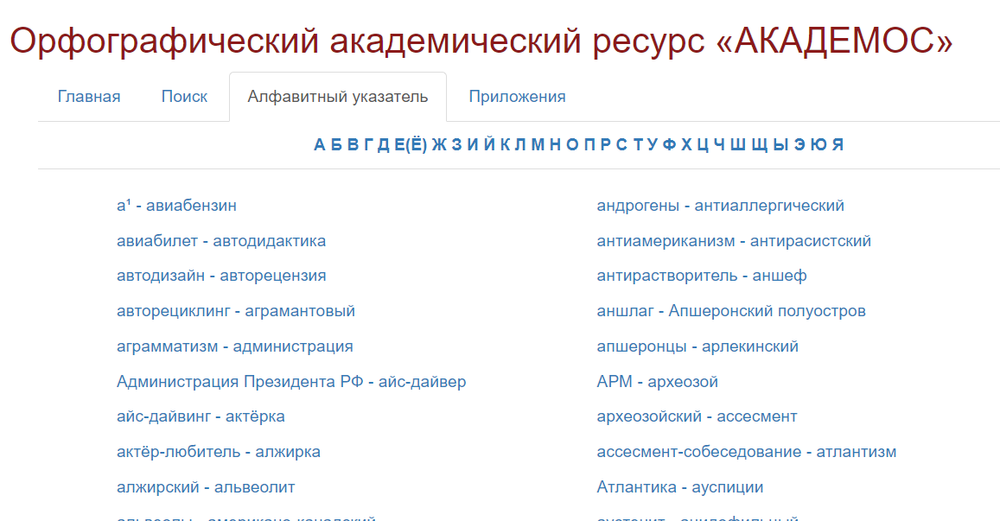 Орфографический академический ресурс «АКАДЕМОС»
Главная Поиск Алфавитный указатель Приложения
А Б В Г Д Е(Ё) Ж З И Й К Л М Н О П Р С Т У Ф Х Ц Ч Ш Щ Ы Э Ю Я
а¹ - авиабензин
авиабилет - автодидактика
автодизайн - авторецензия
авторециклинг - аграмантовый
аграмматизм - администрация
Администрация Президента РФ - айс-дайвер
айс-дайвинг - актёрка
актёр-любитель - алжирка
алжирский - альвеолит
андрогены - антиаллергический
антиамериканизм - антирасистский
антирастворитель - аншеф
аншлаг - Апшеронский полуостров
апшеронцы - арлекинский
АРМ - археозой
археозойский - ассесмент
ассесмент-собеседование - атлантизм
Атлантика - ауспиции